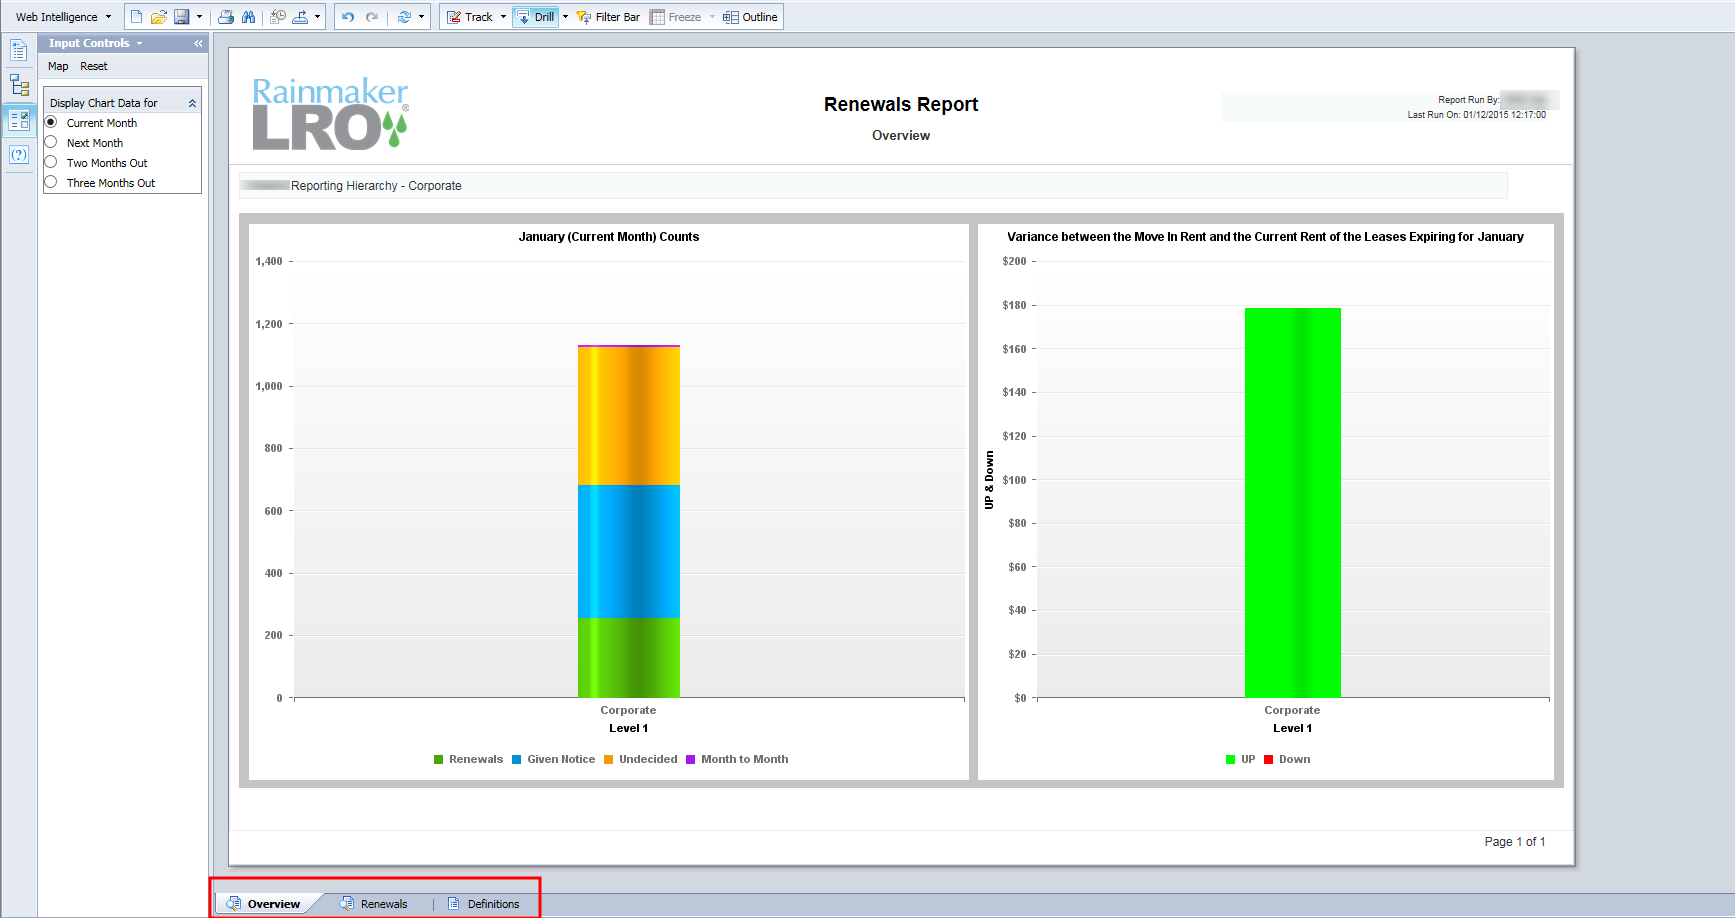 Web Intelligence
Track
Drill
Filter Bar
Freeze
Outline
Input Controls
Map Reset
Display Chart Data for
Current Month
Next Month
Two Months Out
Three Months Out
Rainmaker
LRO®
Renewals Report
Overview
Report Run By:
Last Run On: 01/12/2015 12:17:00
Reporting Hierarchy - Corporate
January (Current Month) Counts
1,400
1,200
1,000
800
600
400
200
0
Corporate
Level 1
Renewals Given Notice Undecided Month to Month
Variance between the Move In Rent and the Current Rent of the Leases Expiring for January
UP & Down
$200
$180
$160
$140
$120
$100
$80
$60
$40
$20
$0
Corporate
Level 1
UP Down
Page 1 of 1
Overview
Renewals
Definitions